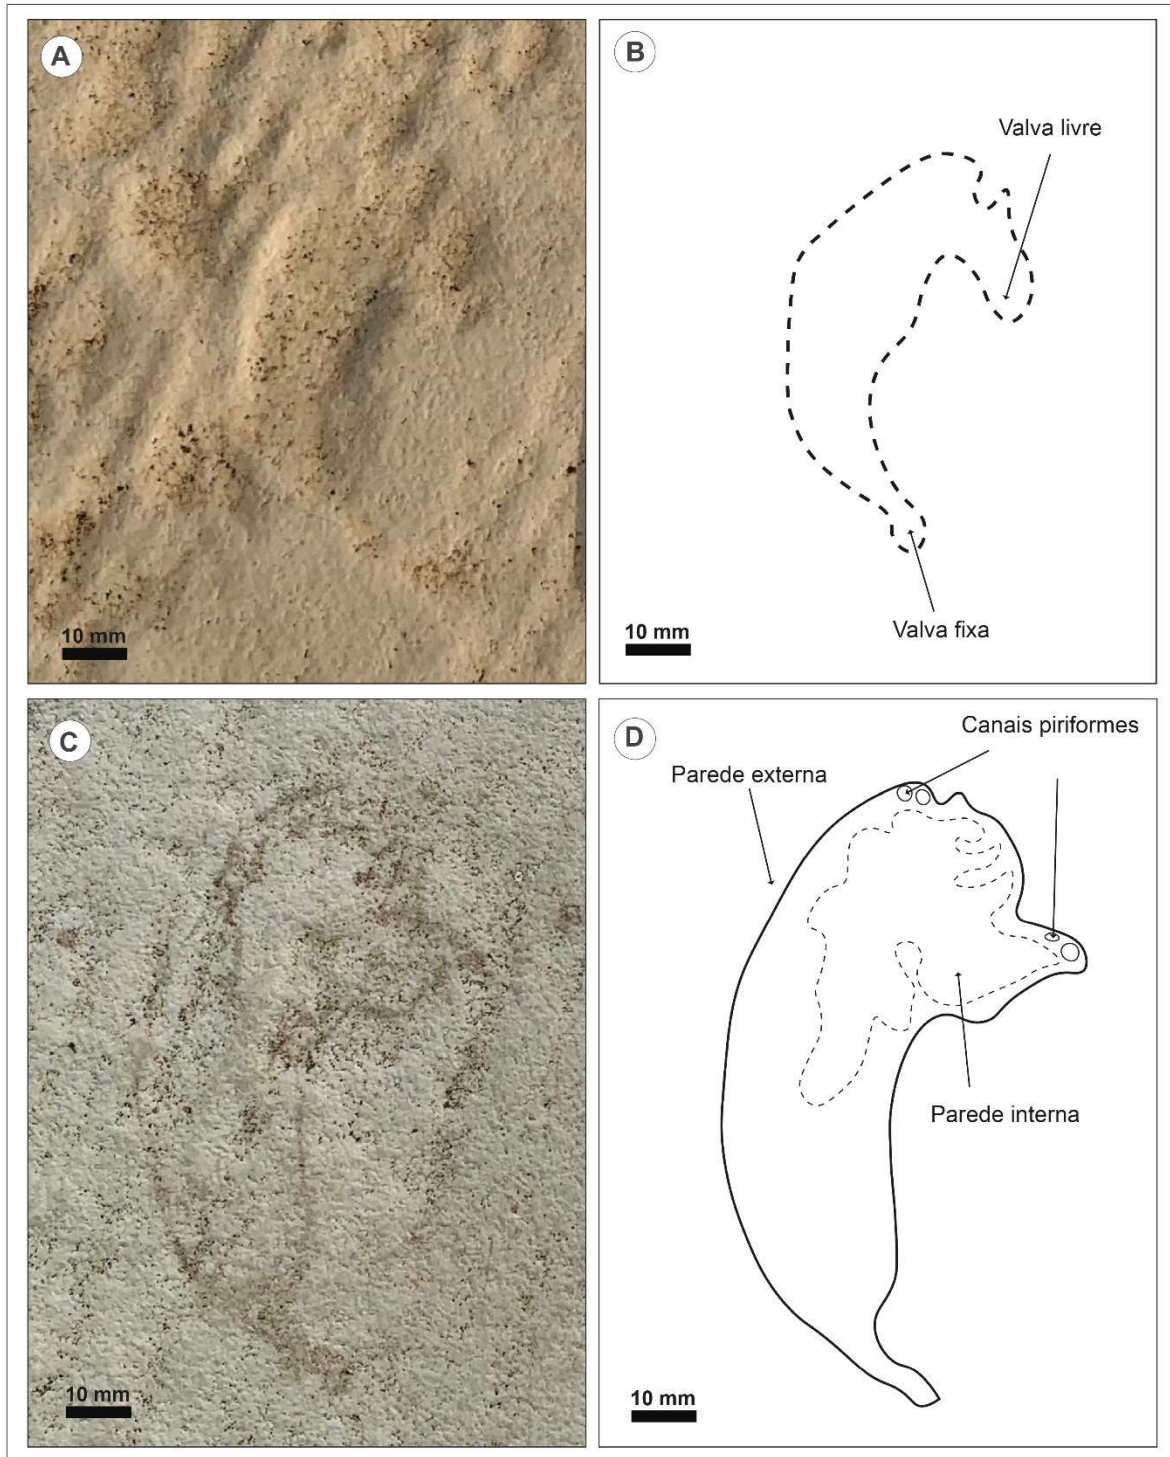 A
10 mm
B
Valva livre
Valva fixa
10 mm
C
10 mm
D
Canais piriformes
Parede externa
Parede interna
10 mm